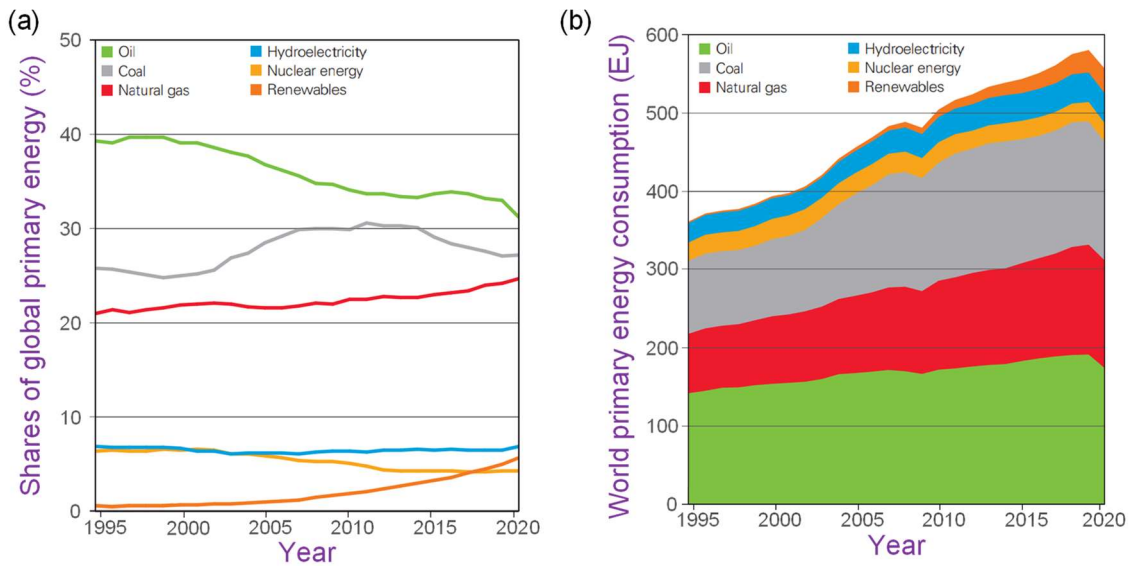 (a)
Shares of global primary energy (%)
50
40
30
20
10
0
Oil
Coal
Natural gas
Hydroelectricity
Nuclear energy
Renewables
1995 2000 2005 2010 2015 2020
Year
(b)
World primary energy consumption (EJ)
600
500
400
300
200
100
0
Oil
Coal
Natural gas
Hydroelectricity
Nuclear energy
Renewables
1995 2000 2005 2010 2015 2020
Year